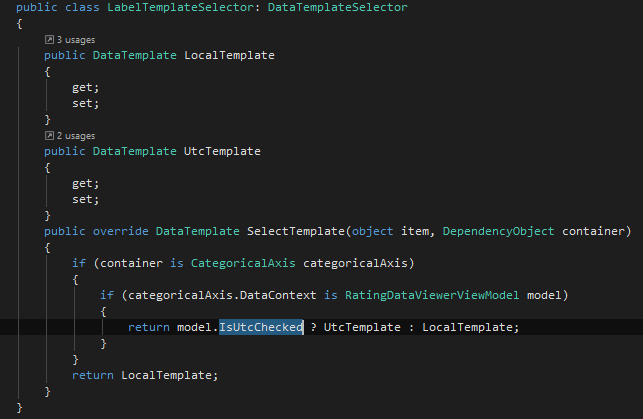 public class LabelTemplateSelector: DataTemplateSelector
{
3 usages
public DataTemplate LocalTemplate
{
get;
set;
}
2 usages
public DataTemplate UtcTemplate
{
get;
set;
}
public override DataTemplate SelectTemplate(object item, DependencyObject container)
{
if (container is CategoricalAxis categoricalAxis)
{
if (categoricalAxis.DataContext is RatingDataViewerViewModel model)
{
return model.IsUtcChecked ? UtcTemplate : LocalTemplate;
}
}
return LocalTemplate;
}
}